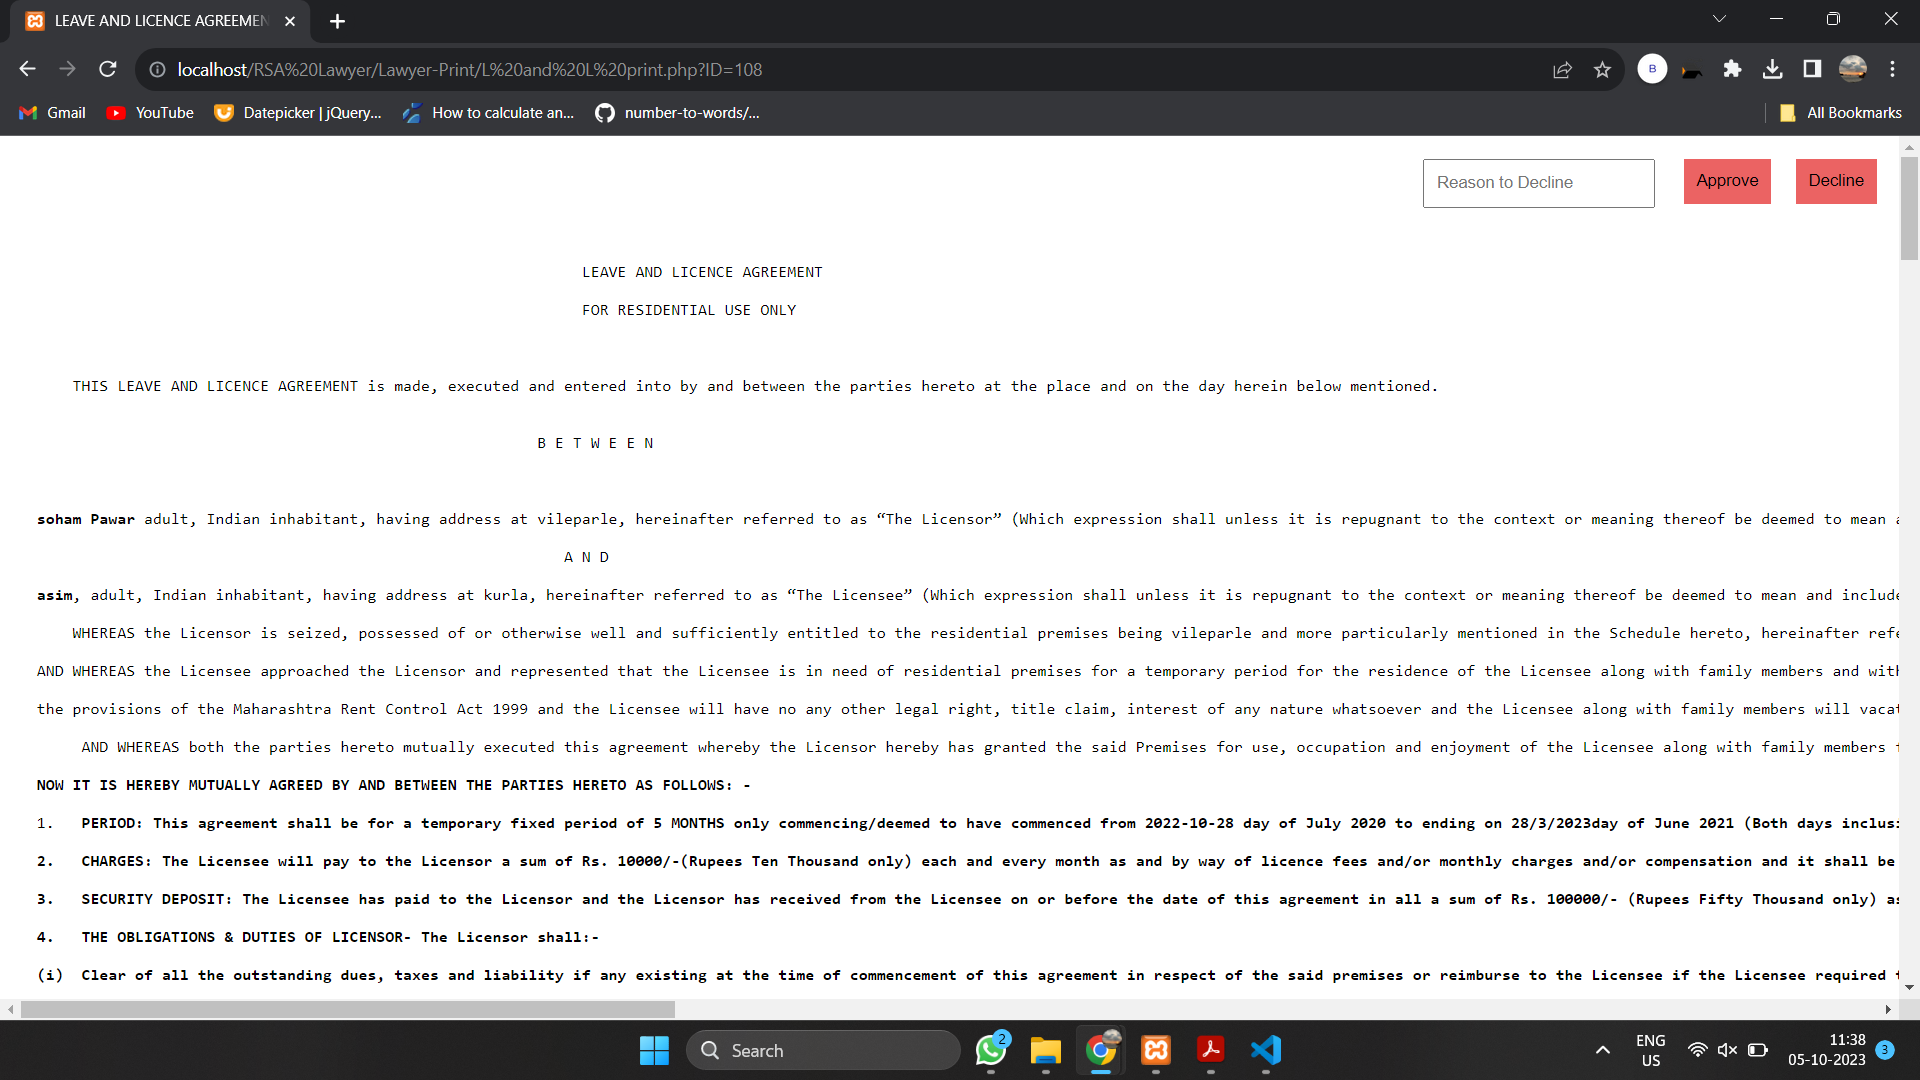 LEAVE AND LICENCE AGREEMEN
localhost/RSA%20Lawyer/Lawyer-Print/L%20and%20L%20print.php?ID=108
B
Gmail
YouTube
Datepicker | jQuery...
How to calculate an...
number-to-words/...
All Bookmarks
Reason to Decline
Approve
Decline
LEAVE AND LICENCE AGREEMENT
FOR RESIDENTIAL USE ONLY
THIS LEAVE AND LICENCE AGREEMENT is made, executed and entered into by and between the parties hereto at the place and on the day herein below mentioned.
B E T W E E N
soham Pawar adult, Indian inhabitant, having address at vileparle, hereinafter referred to as “The Licensor” (Which expression shall unless it is repugnant to the context or meaning thereof be deemed to mean a
A N D
asim, adult, Indian inhabitant, having address at kurla, hereinafter referred to as “The Licensee” (Which expression shall unless it is repugnant to the context or meaning thereof be deemed to mean and include
WHEREAS the Licensor is seized, possessed of or otherwise well and sufficiently entitled to the residential premises being vileparle and more particularly mentioned in the Schedule hereto, hereinafter refe
AND WHEREAS the Licensee approached the Licensor and represented that the Licensee is in need of residential premises for a temporary period for the residence of the Licensee along with family members and with
the provisions of the Maharashtra Rent Control Act 1999 and the Licensee will have no any other legal right, title claim, interest of any nature whatsoever and the Licensee along with family members will vacat
AND WHEREAS both the parties hereto mutually executed this agreement whereby the Licensor hereby has granted the said Premises for use, occupation and enjoyment of the Licensee along with family members f
NOW IT IS HEREBY MUTUALLY AGREED BY AND BETWEEN THE PARTIES HERETO AS FOLLOWS: -
1. PERIOD: This agreement shall be for a temporary fixed period of 5 MONTHS only commencing/deemed to have commenced from 2022-10-28 day of July 2020 to ending on 28/3/2023day of June 2021 (Both days inclusi
2. CHARGES: The Licensee will pay to the Licensor a sum of Rs. 10000/-(Rupees Ten Thousand only) each and every month as and by way of licence fees and/or monthly charges and/or compensation and it shall be
3. SECURITY DEPOSIT: The Licensee has paid to the Licensor and the Licensor has received from the Licensee on or before the date of this agreement in all a sum of Rs. 100000/- (Rupees Fifty Thousand only) as
4. THE OBLIGATIONS & DUTIES OF LICENSOR- The Licensor shall:-
(i) Clear of all the outstanding dues, taxes and liability if any existing at the time of commencement of this agreement in respect of the said premises or reimburse to the Licensee if the Licensee required t
Search
2
ENG
US
11:38
05-10-2023
3